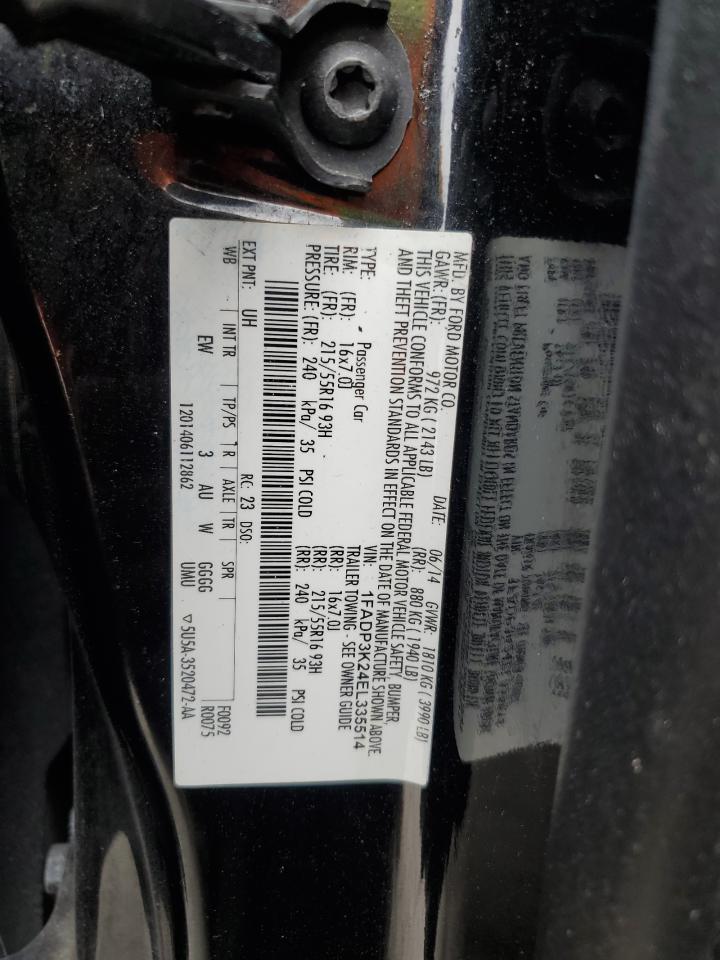 MFD. BY FORD MOTOR CO.
DATE: 06/14 GVWR: 1810 KG (3990 LB)
GAWR: (FR): 972 KG (2143 LB) (RR): 880 KG (1940 LB)
THIS VEHICLE CONFORMS TO ALL APPLICABLE FEDERAL MOTOR VEHICLE SAFETY, BUMPER
AND THEFT PREVENTION STANDARDS IN EFFECT ON THE DATE OF MANUFACTURE SHOWN ABOVE.
VIN: 1FADP3K24EL335514
TYPE: Passenger Car TRAILER TOWING - SEE OWNER GUIDE
RIM: (FR): 16x7.0J (RR): 16x7.0J
TIRE: (FR): 215/55R16 93H (RR): 215/55R16 93H
PRESSURE: (FR): 240 kPa/ 35 PSI COLD (RR): 240 kPa/ 35 PSI COLD
EXT PNT: UH RC: 23 DSO: F0092
WB INT TR TP/PS R AXLE TR SPR R0075
EW 3 AU W GGGG
1201406112862 UMU ▽5U5A-3520472-AA